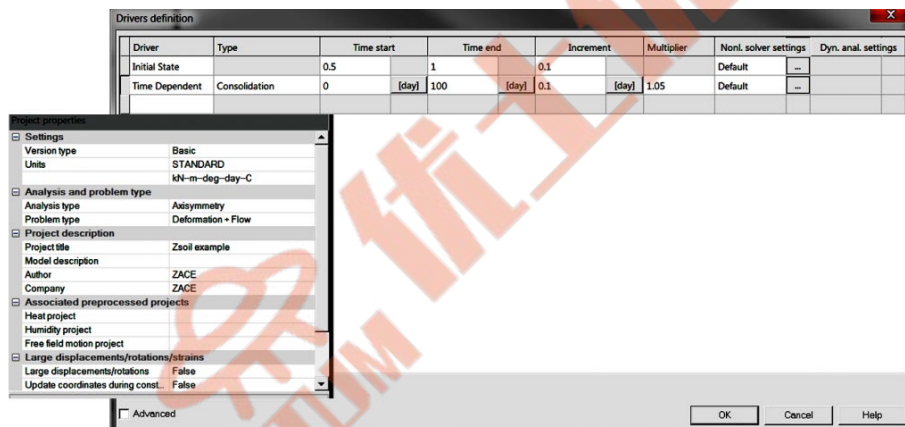 Drivers definition
X
Driver Type Time start Time end Increment Multiplier Nonl. solver settings Dyn. anal. settings
Initial State 0.5 1 0.1 Default ...
Time Dependent Consolidation 0 [day] 100 [day] 0.1 [day] 1.05 Default ...
Project properties
Settings
Version type Basic
Units STANDARD
kN-m-deg-day-C
Analysis and problem type
Analysis type Axisymmetry
Problem type Deformation + Flow
Project description
Project title Zsoil example
Model description
Author ZACE
Company ZACE
Associated preprocessed projects
Heat project
Humidity project
Free field motion project
Large displacements/rotations/strains
Large displacements/rotations False
Update coordinates during const.. False
Advanced OK Cancel Help
优土